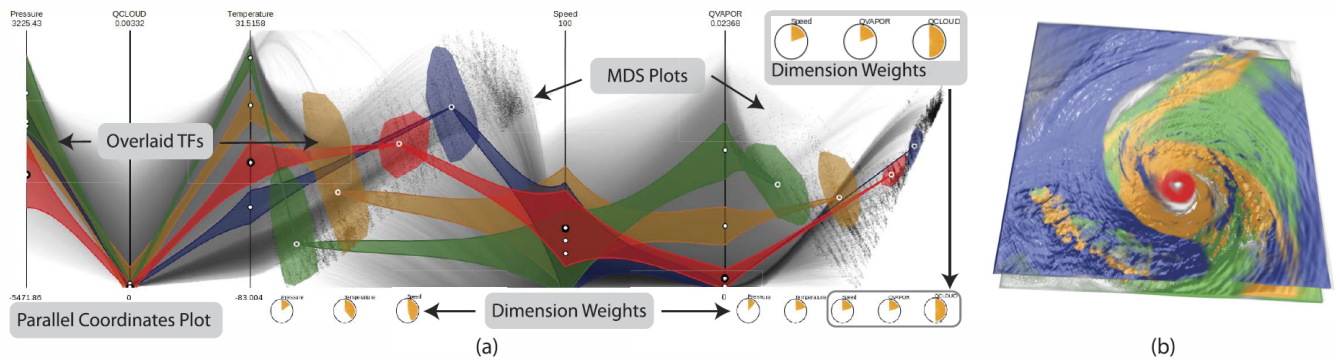 Pressure
3225.43
QCLOUD
0.00332
Temperature
31.5158
Speed
100
QVAPOR
0.02368
Speed
QVAPOR
QCLOUD
Dimension Weights
MDS Plots
Overlaid TFs
-5471.86
0
-83.004
0
Parallel Coordinates Plot
Pressure
Temperature
Speed
Dimension Weights
Pressure
Temperature
Speed
QVAPOR
QCLOUD
(a)
(b)